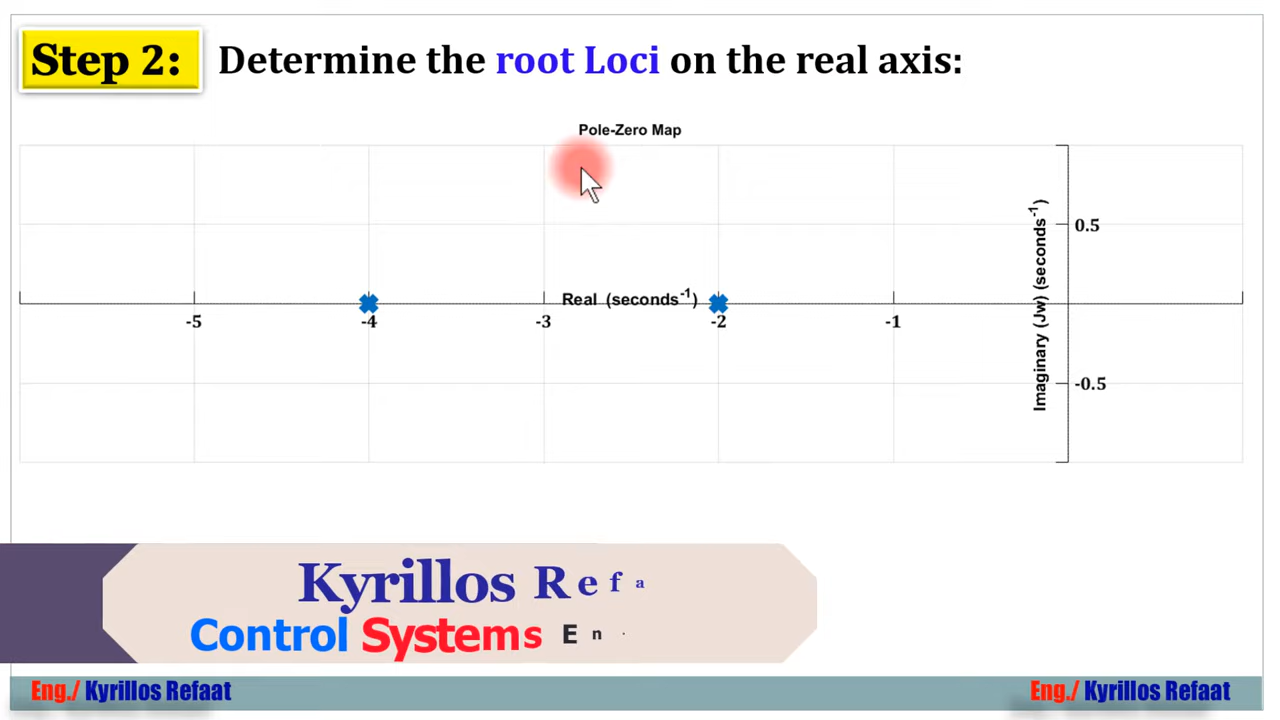 Step 2: Determine the root Loci on the real axis:
Pole-Zero Map
Imaginary (Jw) (seconds-1)
0.5
Real (seconds-1)
-5 -4 -3 -2 -1
-0.5
Kyrillos Refa
Control Systems En
Eng./ Kyrillos Refaat Eng./ Kyrillos Refaat